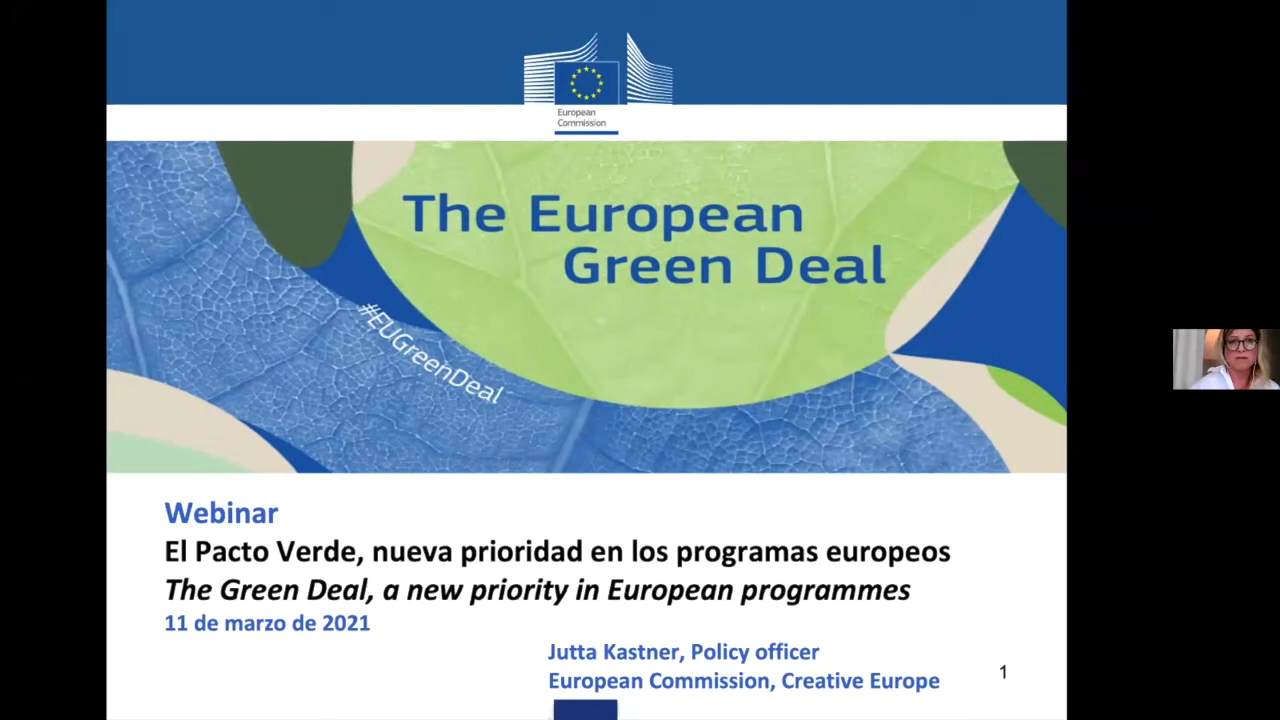 European
Commission
The European
Green Deal
#EUGreenDeal
Webinar
El Pacto Verde, nueva prioridad en los programas europeos
The Green Deal, a new priority in European programmes
11 de marzo de 2021
Jutta Kastner, Policy officer
European Commission, Creative Europe
1